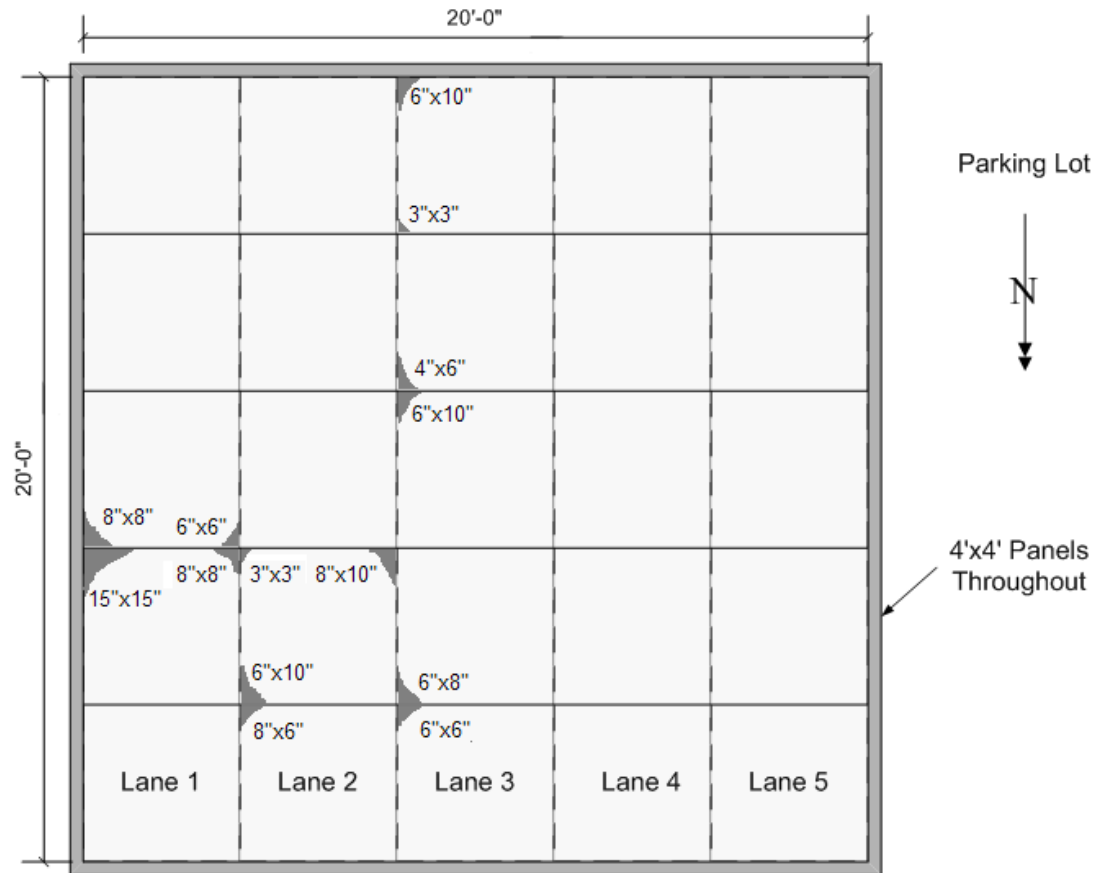 20'-0"
6"x10"
Parking Lot
3"x3"
N
4"x6"
6"x10"
20'-0"
8"x8"
6"x6"
8"x8"
3"x3"
8"x10"
15"x15"
4'x4' Panels
Throughout
6"x10"
6"x8"
8"x6"
6"x6"
Lane 1
Lane 2
Lane 3
Lane 4
Lane 5